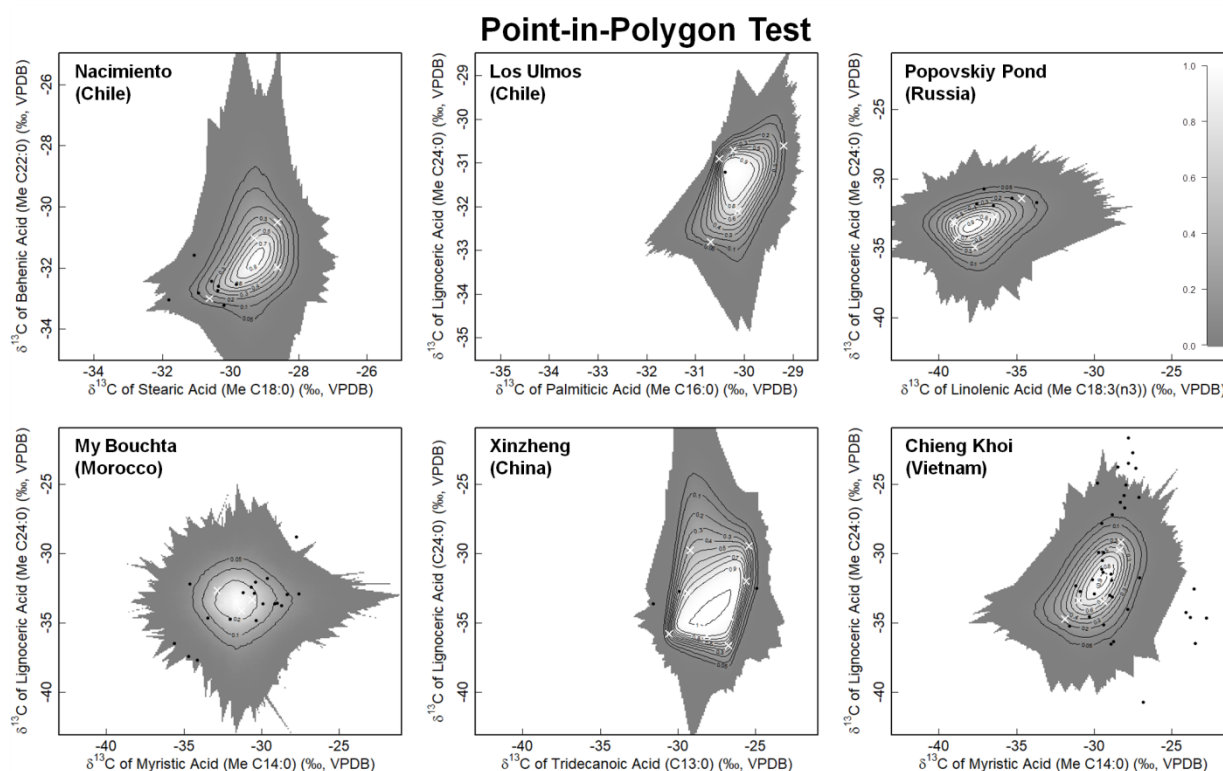 Point-in-Polygon Test
Nacimiento
(Chile)
δ13C of Behenic Acid (Me C22:0) (‰, VPDB)
-26
-28
-30
-32
-34
-34
-32
-30
-28
-26
δ13C of Stearic Acid (Me C18:0) (‰, VPDB)
Los Ulmos
(Chile)
δ13C of Lignoceric Acid (Me C24:0) (‰, VPDB)
-29
-30
-31
-32
-33
-34
-35
-35
-34
-33
-32
-31
-30
-29
δ13C of Palmiticic Acid (Me C16:0) (‰, VPDB)
Popovskiy Pond
(Russia)
δ13C of Lignoceric Acid (Me C24:0) (‰, VPDB)
-25
-30
-35
-40
-40
-35
-30
-25
δ13C of Linolenic Acid (Me C18:3(n3)) (‰, VPDB)
1.0
0.8
0.6
0.4
0.2
0.0
My Bouchta
(Morocco)
δ13C of Lignoceric Acid (Me C24:0) (‰, VPDB)
-25
-30
-35
-40
-40
-35
-30
-25
δ13C of Myristic Acid (Me C14:0) (‰, VPDB)
Xinzheng
(China)
δ13C of Lignoceric Acid (C24:0) (‰, VPDB)
-25
-30
-35
-40
-40
-35
-30
-25
δ13C of Tridecanoic Acid (C13:0) (‰, VPDB)
Chieng Khoi
(Vietnam)
δ13C of Lignoceric Acid (Me C24:0) (‰, VPDB)
-25
-30
-35
-40
-40
-35
-30
-25
δ13C of Myristic Acid (Me C14:0) (‰, VPDB)